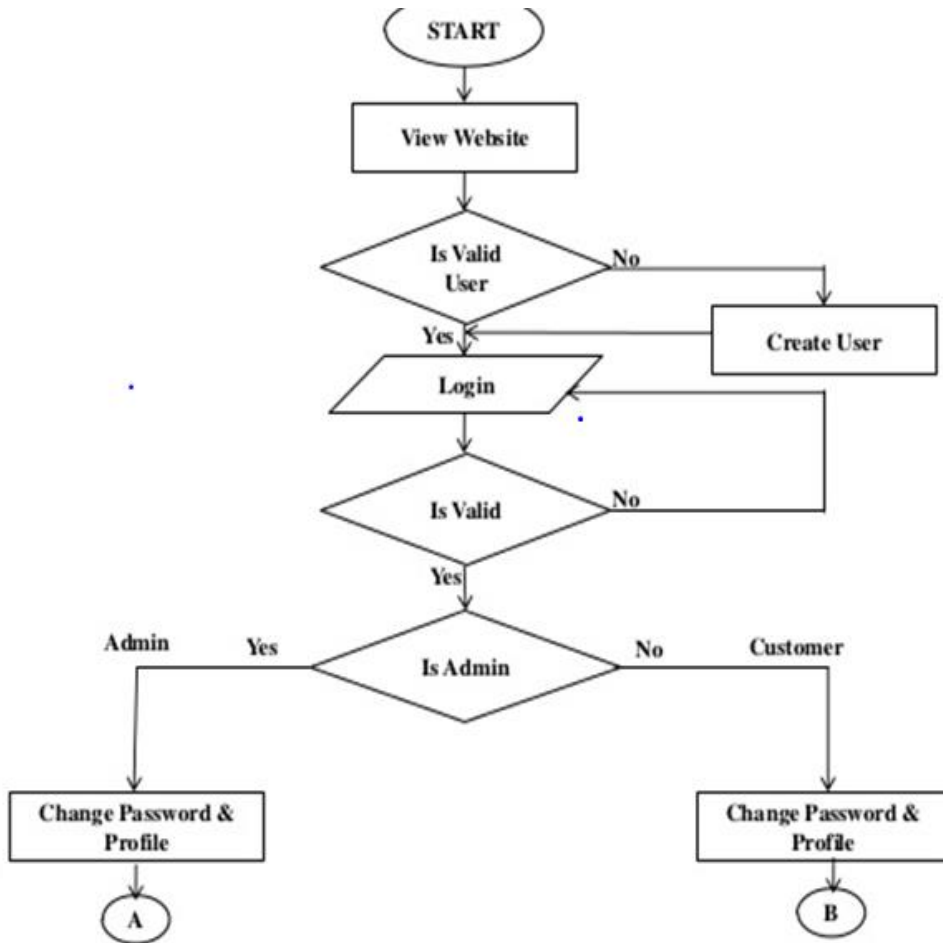 START
View Website
Is Valid
User
No
Yes
Create User
Login
Is Valid
No
Yes
Admin
Yes
Is Admin
No
Customer
Change Password &
Profile
Change Password &
Profile
A
B